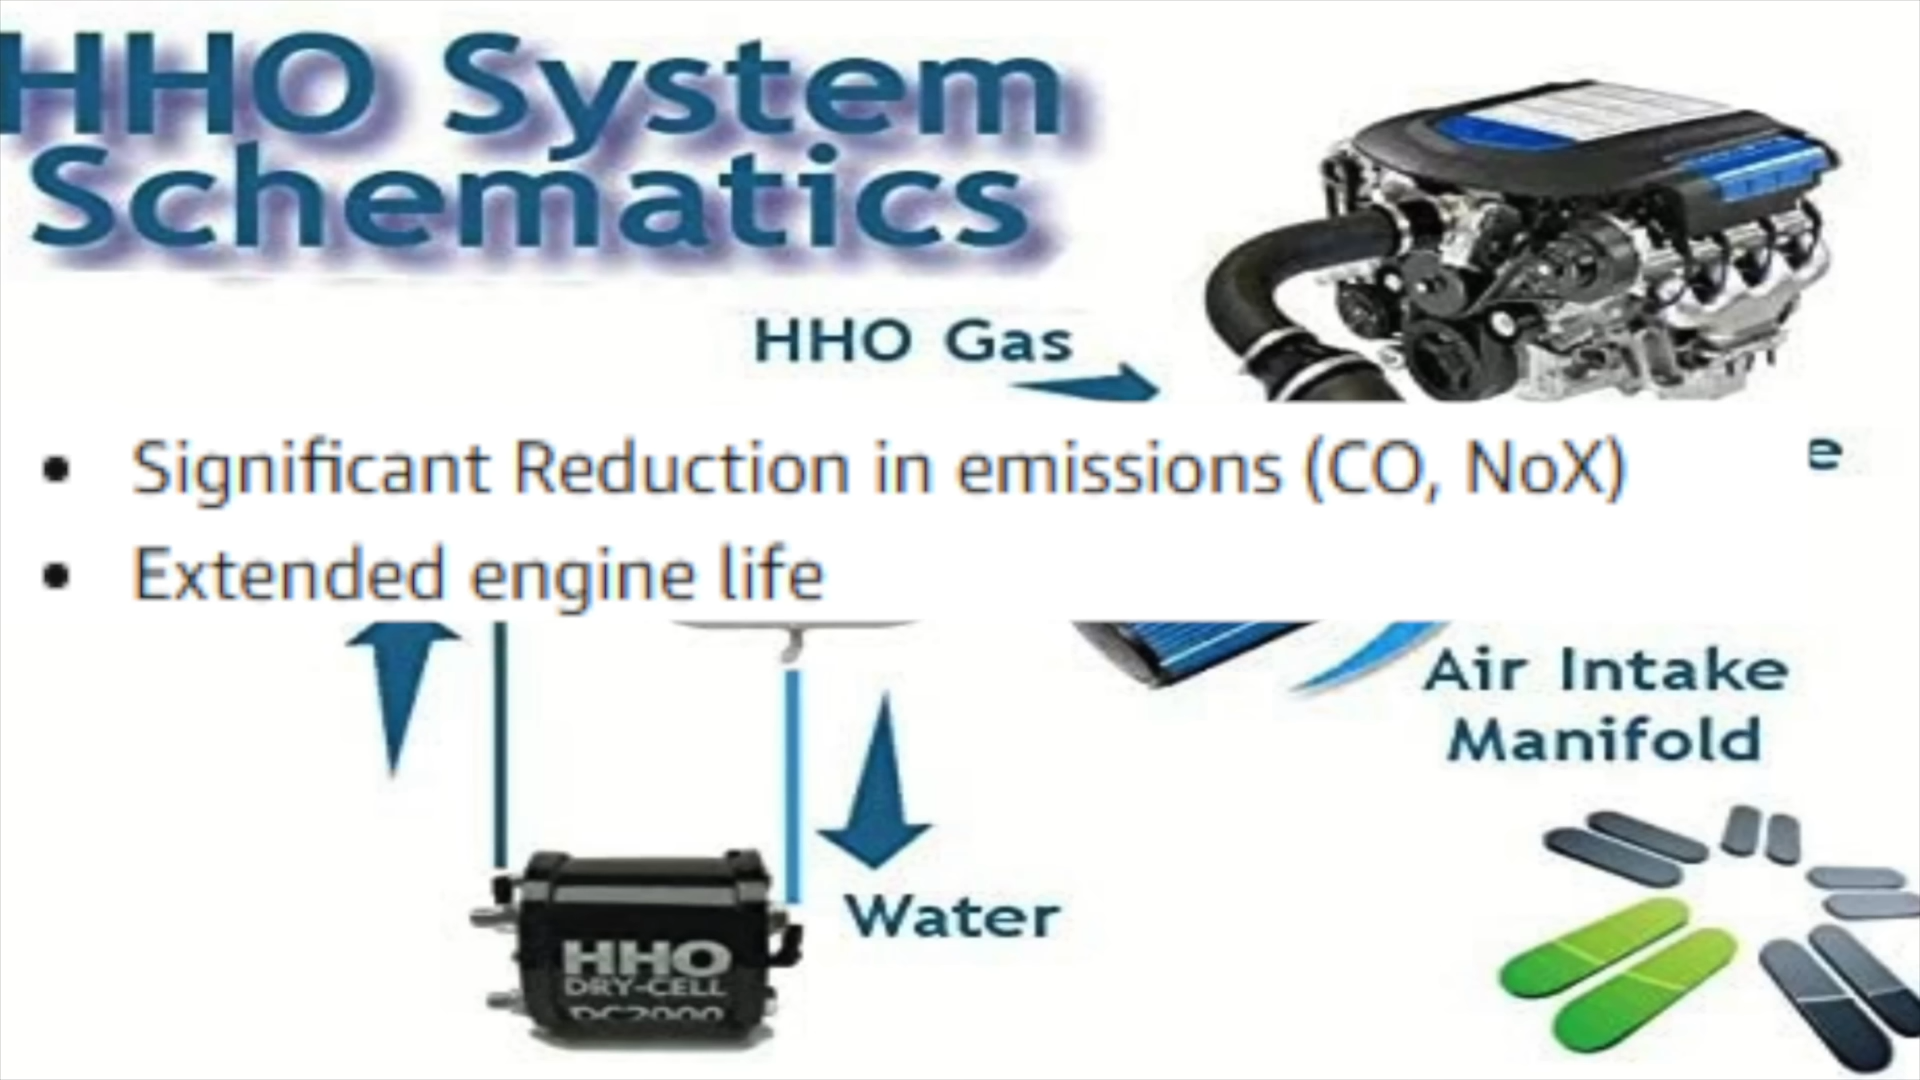 HHO System
Schematics
HHO Gas
e
• Significant Reduction in emissions (CO, NoX)
• Extended engine life
Air Intake
Manifold
Water
HHO
DRY-CELL
DC2000